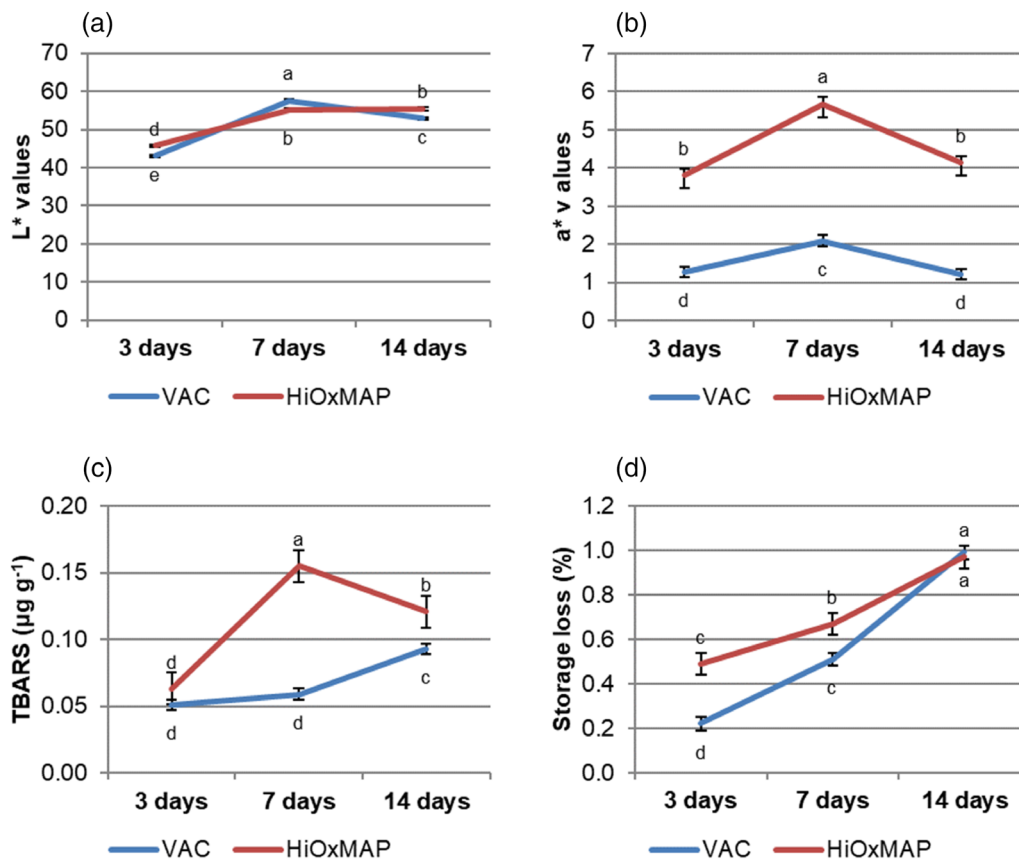 (a)
70
60
50
40
30
20
10
0
L* values
a
b
d
e
b
c
3 days 7 days 14 days
VAC HiOxMAP
(b)
7
6
5
4
3
2
1
0
a* v alues
a
b
b
c
d
d
3 days 7 days 14 days
VAC HiOxMAP
(c)
0.20
0.15
0.10
0.05
0.00
TBARS (µg g-1)
a
b
d
c
d
d
3 days 7 days 14 days
VAC HiOxMAP
(d)
1.2
1.0
0.8
0.6
0.4
0.2
0.0
Storage loss (%)
a
a
b
c
c
d
3 days 7 days 14 days
VAC HiOxMAP